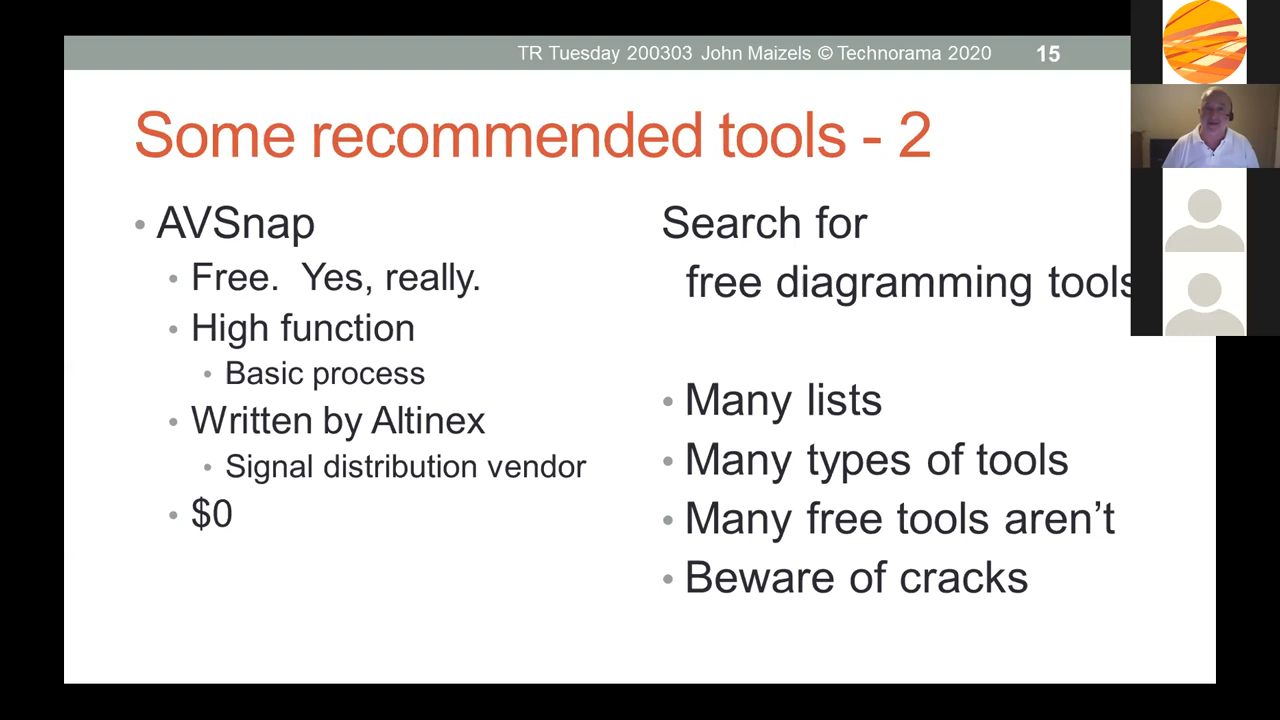 TR Tuesday 200303 John Maizels © Technorama 2020 15
Some recommended tools - 2
• AVSnap
• Free. Yes, really.
• High function
• Basic process
• Written by Altinex
• Signal distribution vendor
• $0
Search for
free diagramming tools
• Many lists
• Many types of tools
• Many free tools aren’t
• Beware of cracks